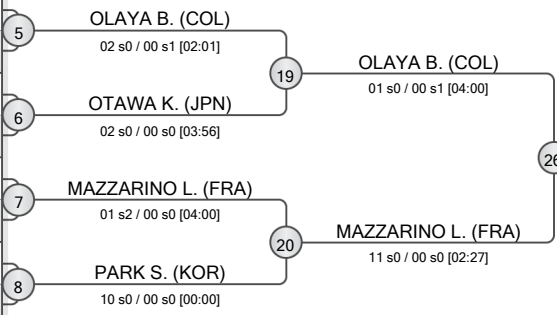 5
OLAYA B. (COL)
02 s0 / 00 s1 [02:01]
19
OLAYA B. (COL)
01 s0 / 00 s1 [04:00]
6
OTAWA K. (JPN)
02 s0 / 00 s0 [03:56]
26
7
MAZZARINO L. (FRA)
01 s2 / 00 s0 [04:00]
20
MAZZARINO L. (FRA)
11 s0 / 00 s0 [02:27]
8
PARK S. (KOR)
10 s0 / 00 s0 [00:00]